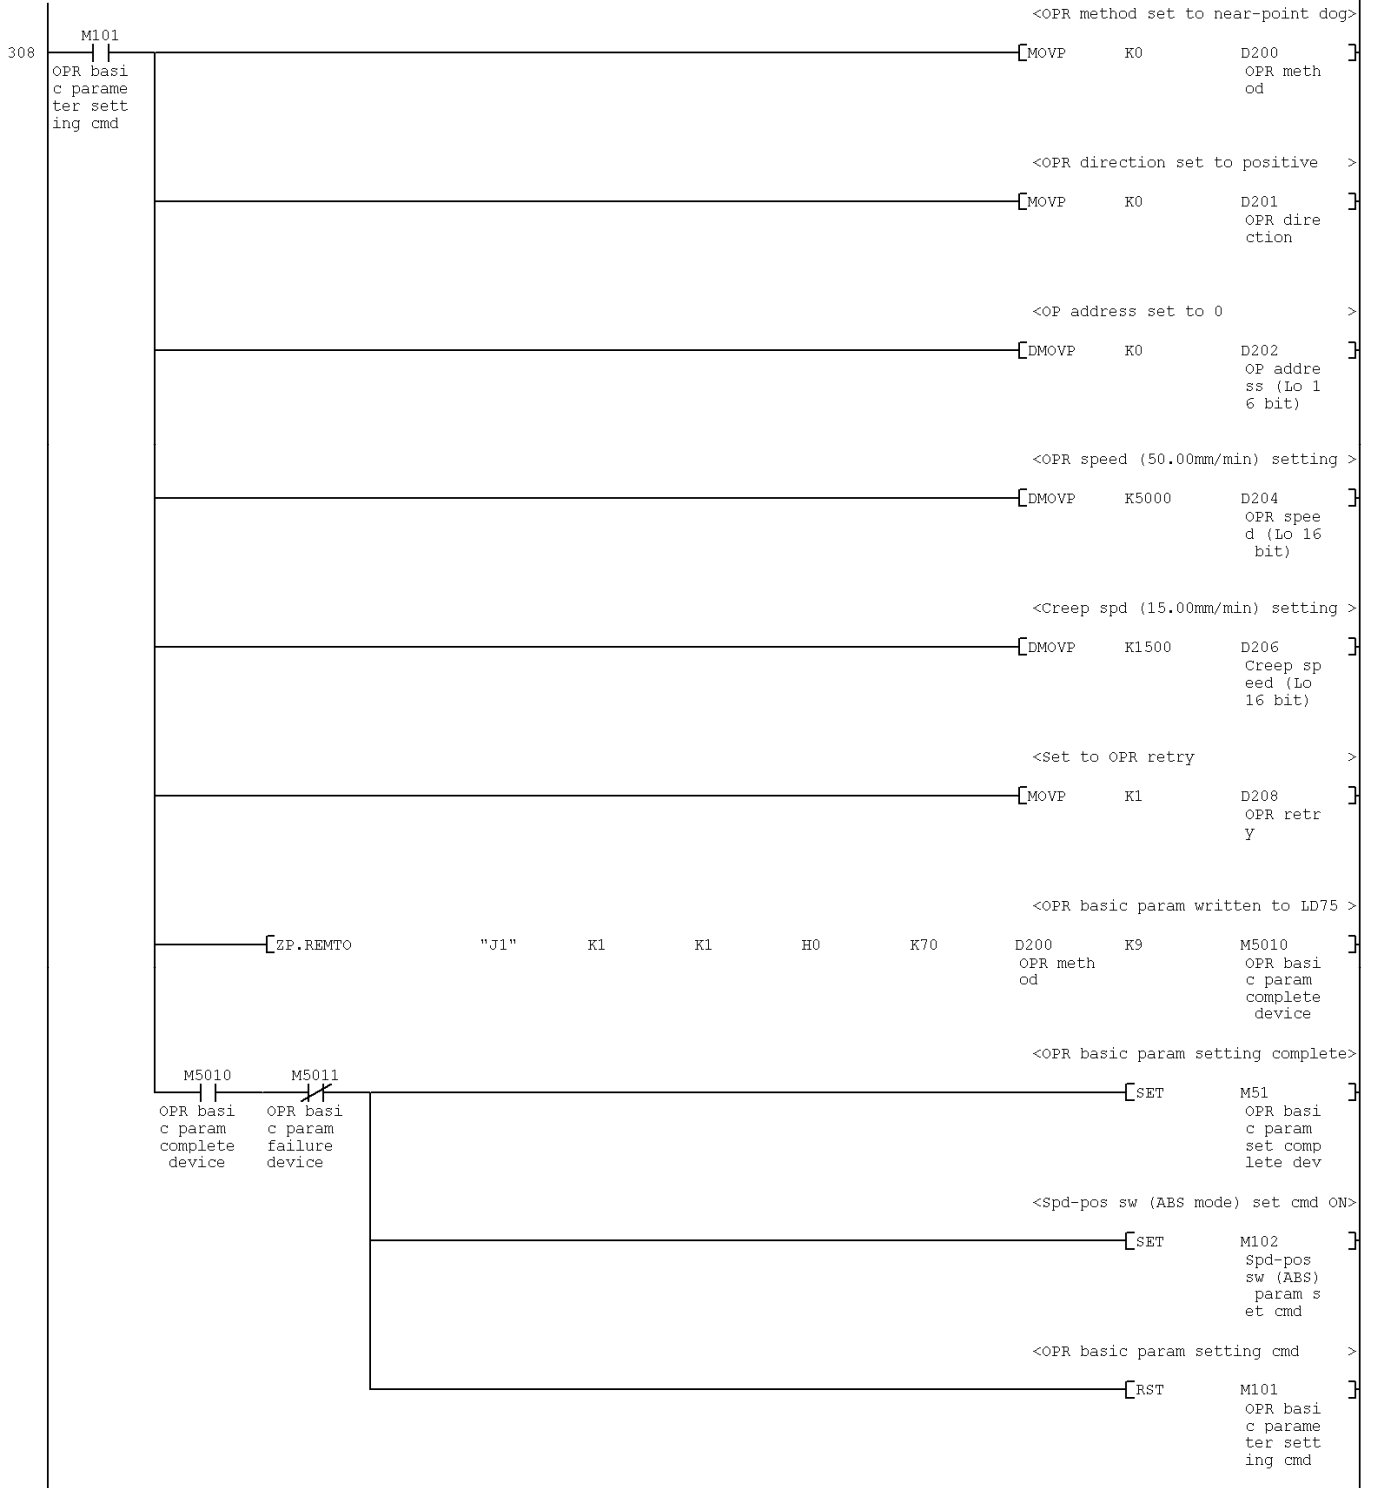 <OPR method set to near-point dog>
M101
308
MOVP K0 D200
OPR basi
c parame
ter sett
ing cmd
OPR meth
od
<OPR direction set to positive >
MOVP K0 D201
OPR dire
ction
<OP address set to 0 >
DMOVP K0 D202
OP addre
ss (Lo 1
6 bit)
<OPR speed (50.00mm/min) setting >
DMOVP K5000 D204
OPR spee
d (Lo 16
bit)
<Creep spd (15.00mm/min) setting >
DMOVP K1500 D206
Creep sp
eed (Lo
16 bit)
<Set to OPR retry >
MOVP K1 D208
OPR retr
y
<OPR basic param written to LD75 >
ZP.REMTO "J1" K1 K1 H0 K70 D200 K9 M5010
OPR meth
od
OPR basi
c param
complete
device
<OPR basic param setting complete>
M5010 M5011
SET M51
OPR basi
c param
complete
device
OPR basi
c param
failure
device
OPR basi
c param
set comp
lete dev
<Spd-pos sw (ABS mode) set cmd ON>
SET M102
Spd-pos
sw (ABS)
param s
et cmd
<OPR basic param setting cmd >
RST M101
OPR basi
c parame
ter sett
ing cmd